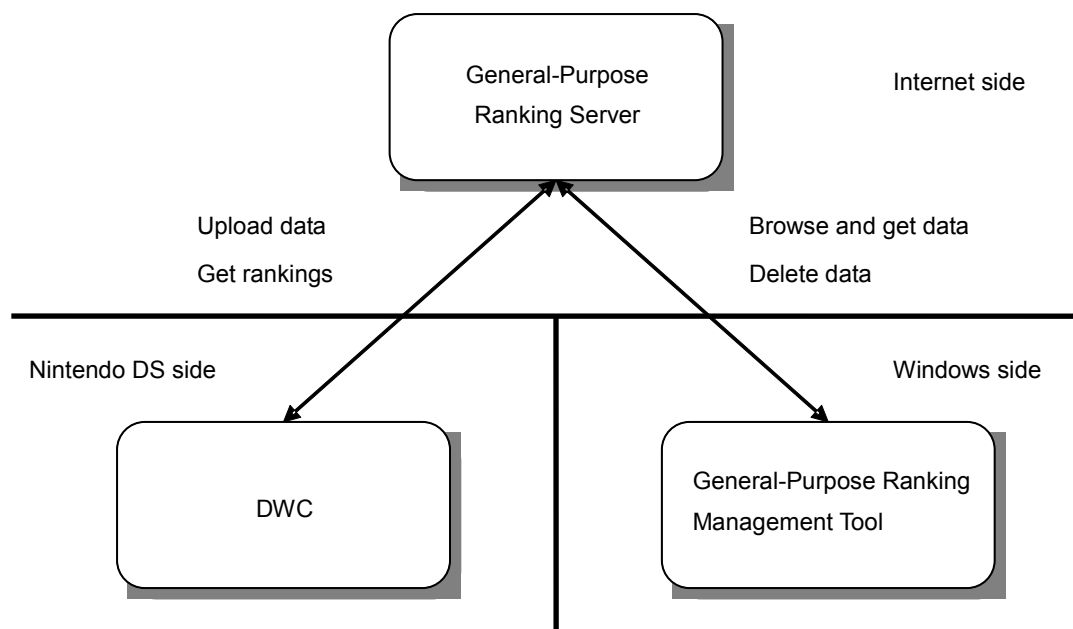 General-Purpose
Ranking Server
Internet side
Upload data
Get rankings
Browse and get data
Delete data
Nintendo DS side
Windows side
DWC
General-Purpose Ranking
Management Tool